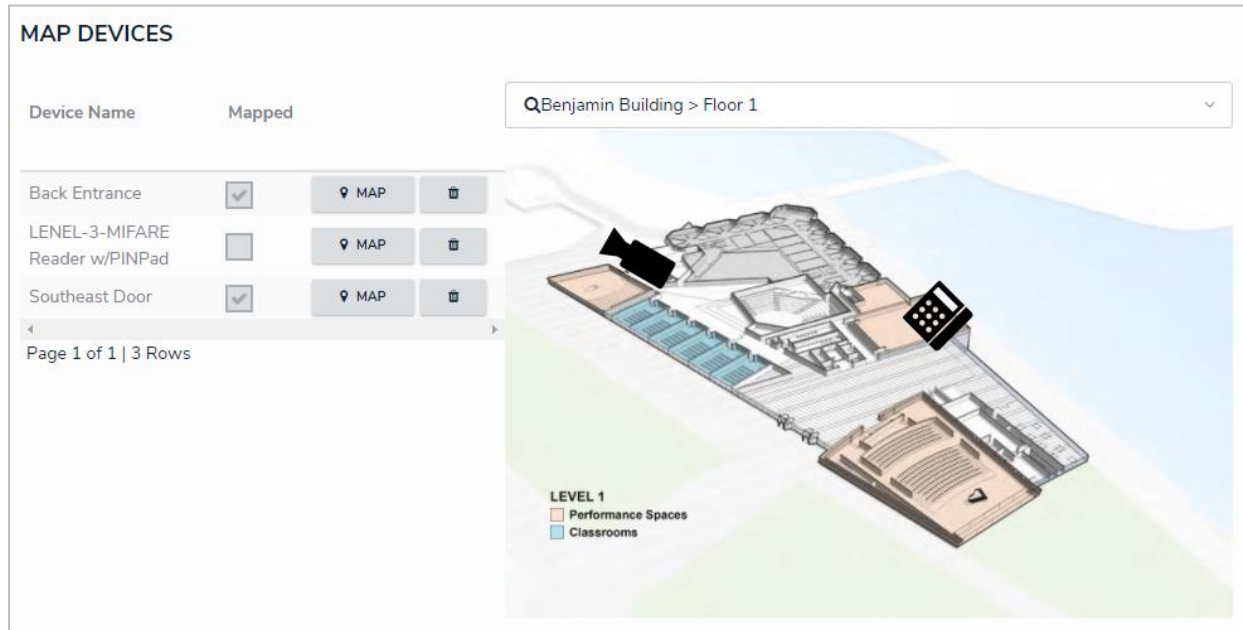 MAP DEVICES
Device Name Mapped
Benjamin Building > Floor 1
Back Entrance MAP
LENEL-3-MIFARE
Reader w/PINPad MAP
Southeast Door MAP
Page 1 of 1 | 3 Rows
LEVEL 1
Performance Spaces
Classrooms